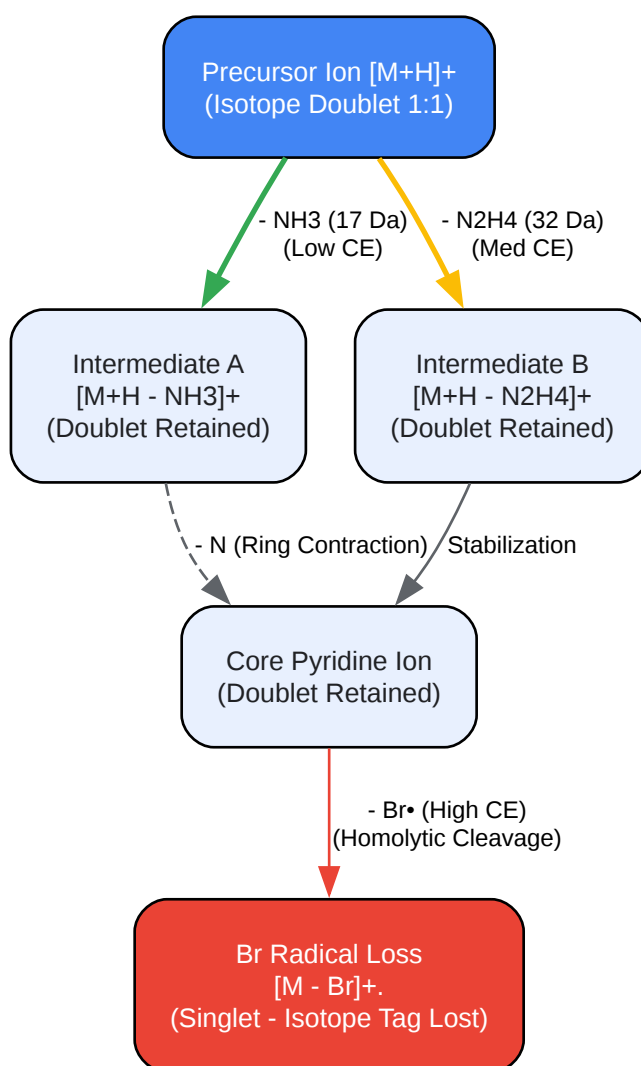 Precursor Ion [M+H]+
(Isotope Doublet 1:1)
- NH3 (17 Da)
(Low CE)
- N2H4 (32 Da)
(Med CE)
Intermediate A
[M+H - NH3]+
(Doublet Retained)
Intermediate B
[M+H - N2H4]+
(Doublet Retained)
- N (Ring Contraction)
Stabilization
Core Pyridine Ion
(Doublet Retained)
- Br• (High CE)
(Homolytic Cleavage)
Br Radical Loss
[M - Br]+.
(Singlet - Isotope Tag Lost)